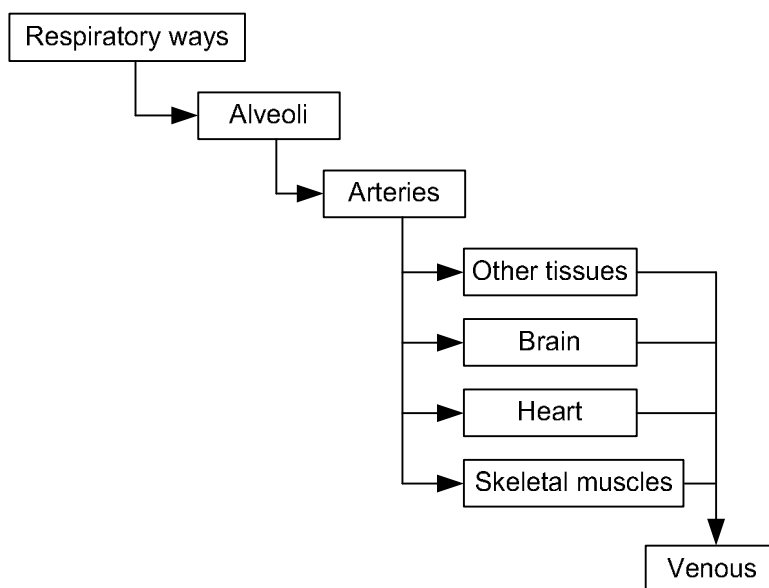 Respiratory ways
Alveoli
Arteries
Other tissues
Brain
Heart
Skeletal muscles
Venous